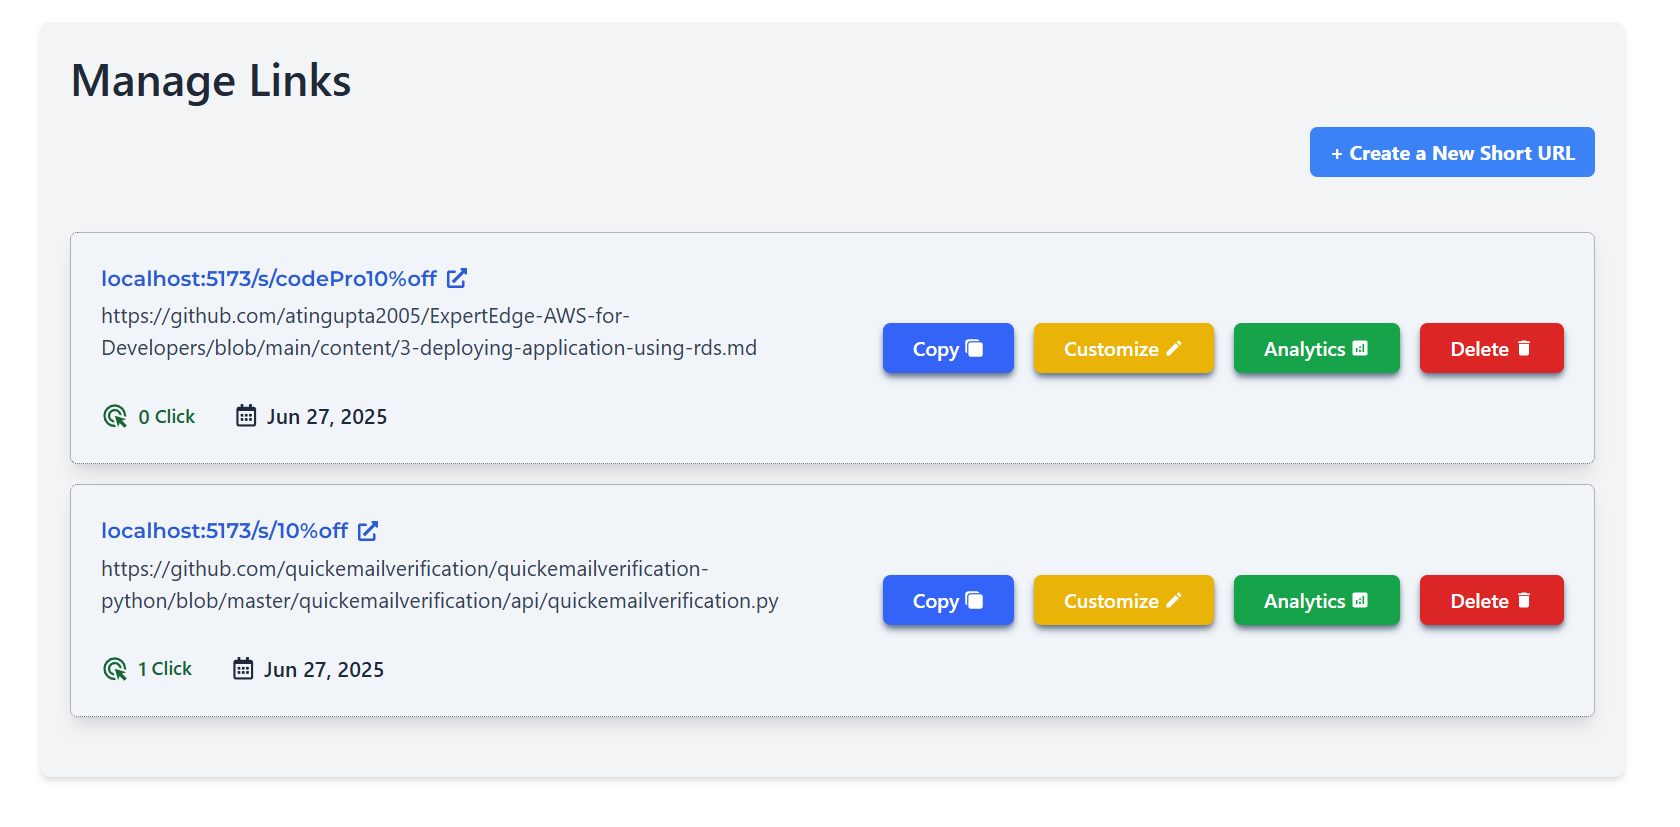 Manage Links
+ Create a New Short URL
localhost:5173/s/codePro10%off
https://github.com/atingupta2005/ExpertEdge-AWS-for-
Developers/blob/main/content/3-deploying-application-using-rds.md
Copy Customize Analytics Delete
0 Click Jun 27, 2025
localhost:5173/s/10%off
https://github.com/quickemailverification/quickemailverification-
python/blob/master/quickemailverification/api/quickemailverification.py
Copy Customize Analytics Delete
1 Click Jun 27, 2025